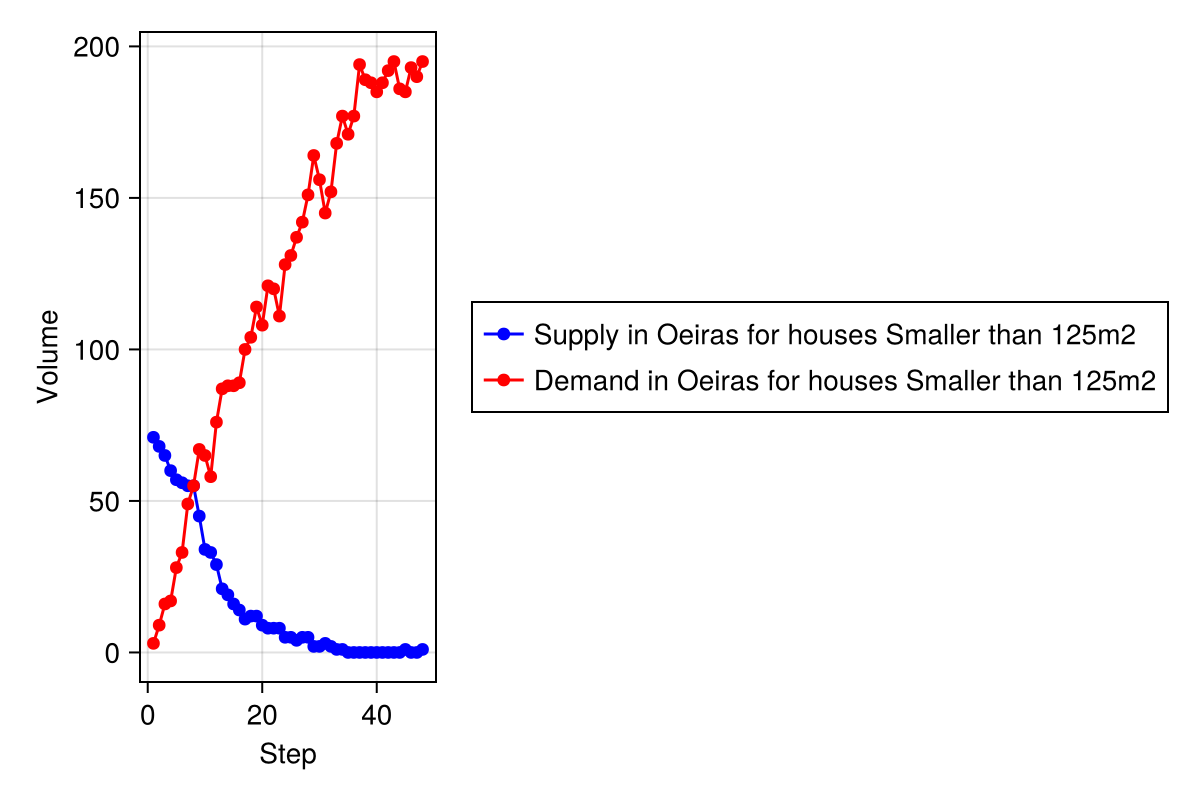 200
150
100
50
0
Volume
0 20 40
Step
Supply in Oeiras for houses Smaller than 125m2
Demand in Oeiras for houses Smaller than 125m2